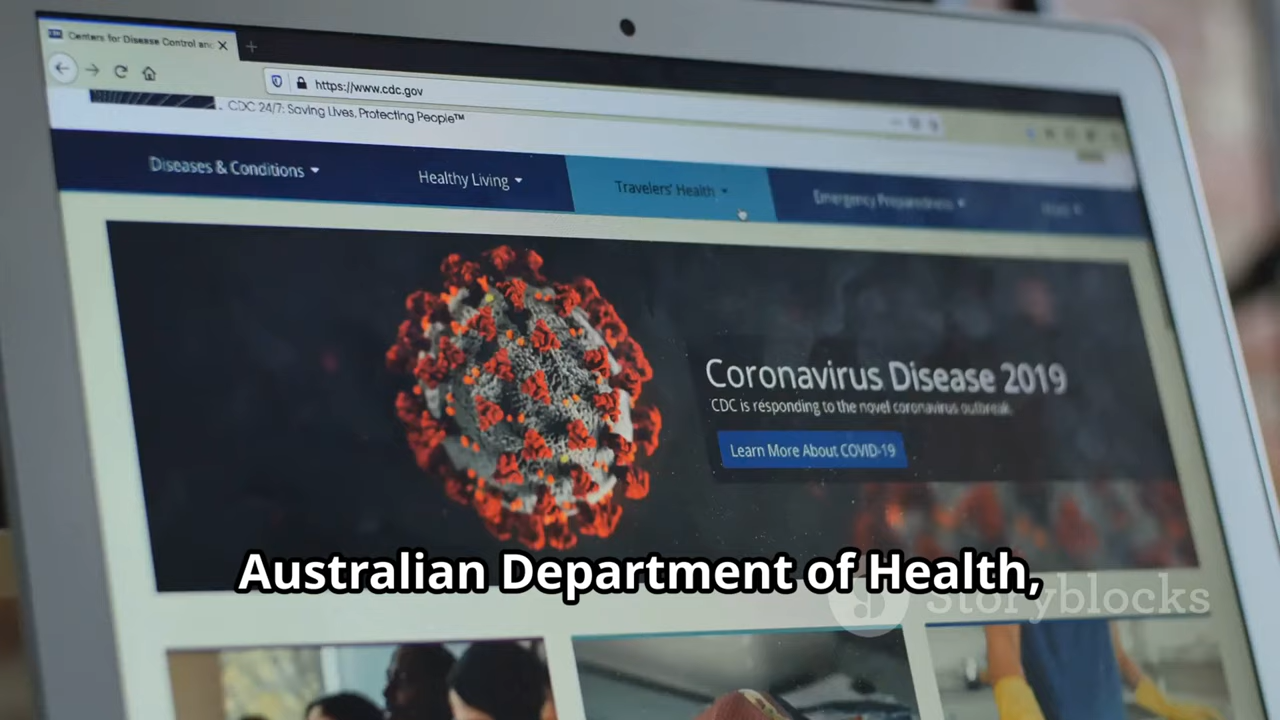 Centers for Disease Control and
https://www.cdc.gov
CDC 24/7: Saving Lives, Protecting People™
Diseases & Conditions
Healthy Living
Travelers' Health
Emergency Preparedness
Coronavirus Disease 2019
CDC is responding to the novel coronavirus outbreak.
Learn More About COVID-19
Australian Department of Health,
Storyblocks